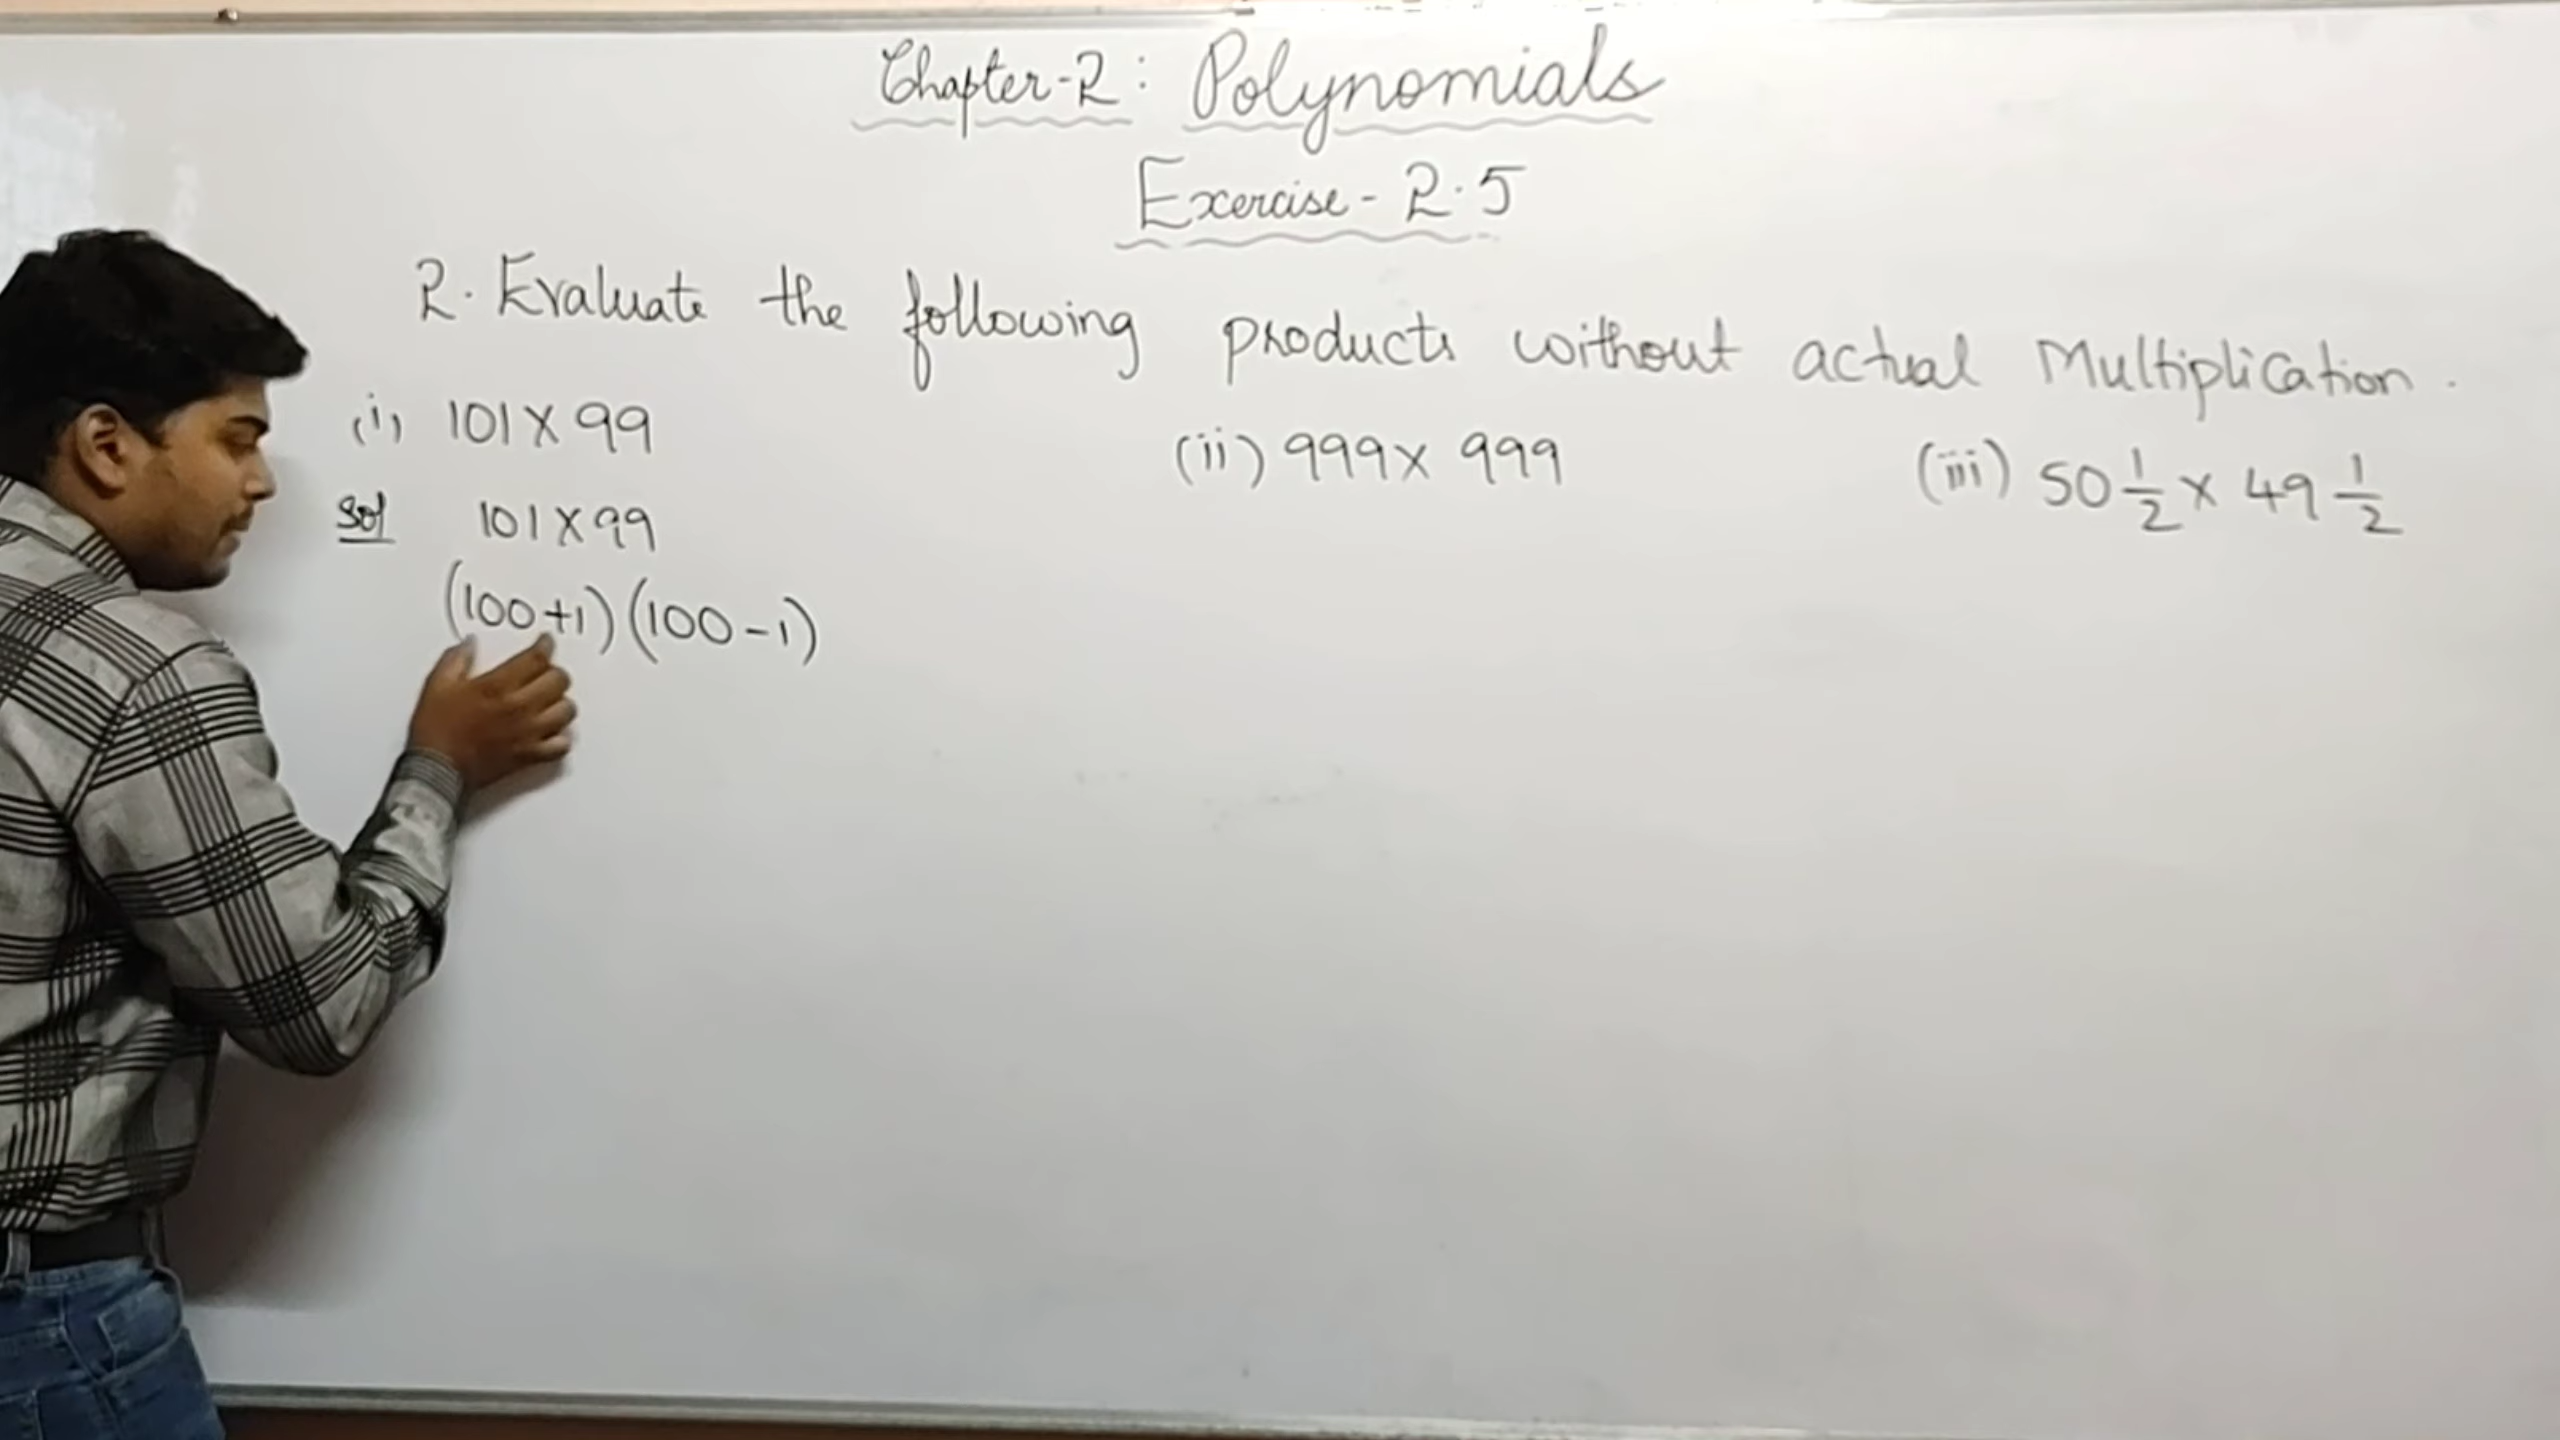 Chapter-2: Polynomials
Exercise-2.5
2. Evaluate the following products without actual Multiplication.
(i) 101 X 99 (ii) 999 x 999 (iii) 50 1/2 x 49 1/2
Sol 101 X 99
(100+1)(100-1)